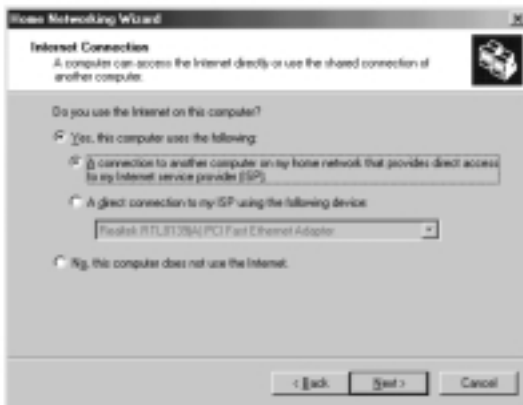 Home Networking Wizard
Internet Connection
A computer can access the Internet directly or use the shared connection of
another computer.
Do you use the Internet on this computer?
Yes, this computer uses the following:
A connection to another computer on my home network that provides direct access
to my Internet service provider (ISP).
A direct connection to my ISP using the following device:
Realtek RTL8139(A) PCI Fast Ethernet Adapter
No, this computer does not use the Internet.
< Back
Next >
Cancel